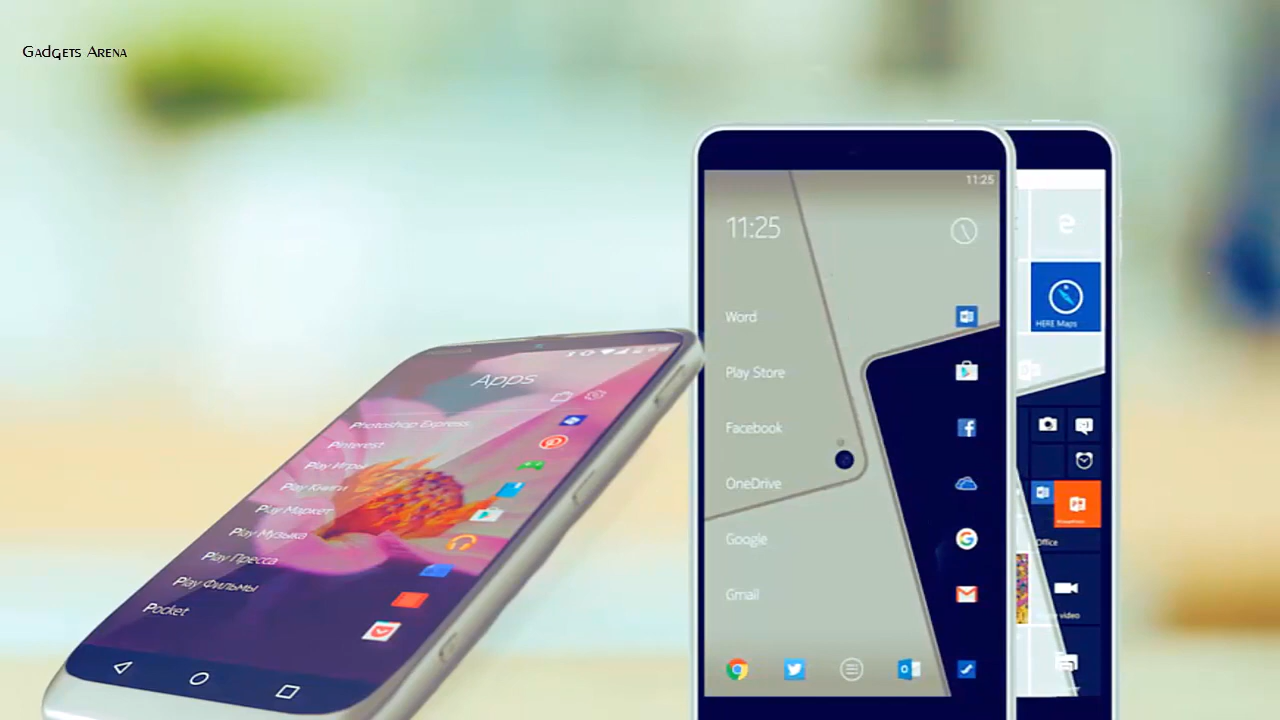 Gadgets Arena
Apps
Photoshop Express
Pinterest
Play Игры
Play Книги
Play Маркет
Play Музыка
Play Пресса
Play Фильмы
Pocket
11:25
11:25
Word
Play Store
Facebook
OneDrive
Google
Gmail
HERE Maps
Office
video